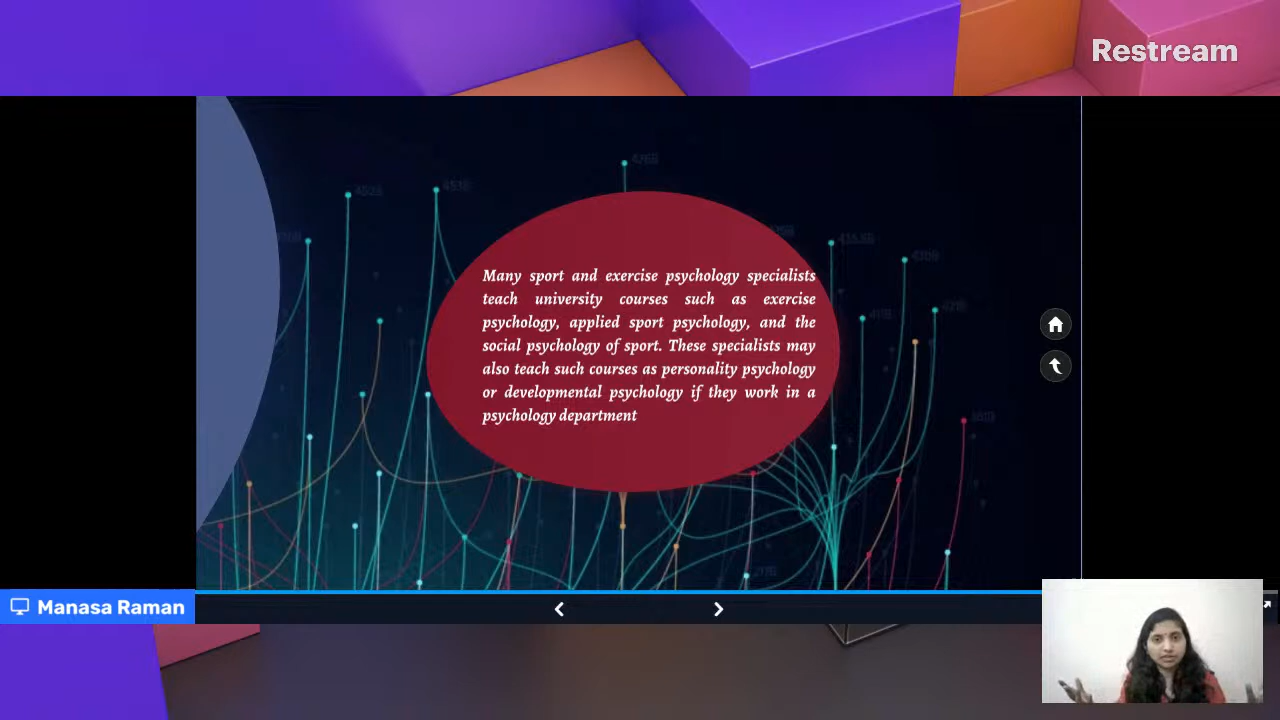 Restream
Many sport and exercise psychology specialists
teach university courses such as exercise
psychology, applied sport psychology, and the
social psychology of sport. These specialists may
also teach such courses as personality psychology
or developmental psychology if they work in a
psychology department
Manasa Raman